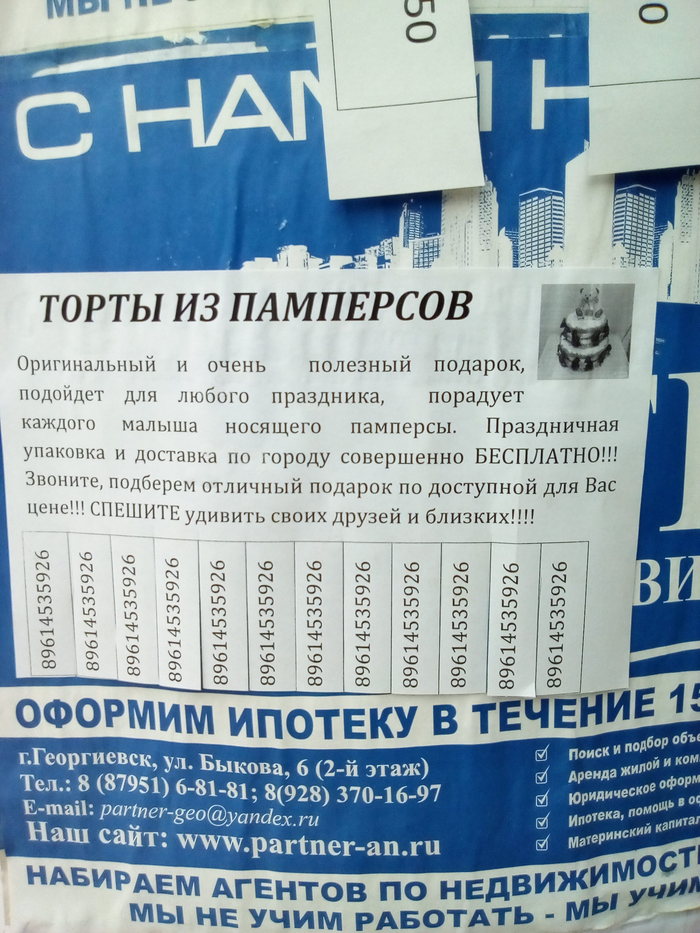 50
0
С НАМИ Н
ТОРТЫ ИЗ ПАМПЕРСОВ
Оригинальный и очень полезный подарок,
подойдет для любого праздника, порадует
каждого малыша носящего памперсы. Праздничная
упаковка и доставка по городу совершенно БЕСПЛАТНО!!!
Звоните, подберем отличный подарок по доступной для Вас
цене!!! СПЕШИТЕ удивить своих друзей и близких!!!!
89614535926
89614535926
89614535926
89614535926
89614535926
89614535926
89614535926
89614535926
89614535926
89614535926
89614535926
ВИ
ОФОРМИМ ИПОТЕКУ В ТЕЧЕНИЕ 15
г.Георгиевск, ул. Быкова, 6 (2-й этаж)
Тел.: 8 (87951) 6-81-81; 8(928) 370-16-97
E-mail: partner-geo@yandex.ru
Наш сайт: www.partner-an.ru
Поиск и подбор объе
Аренда жилой и ком
Юридическое оформ
Ипотека, помощь в о
Материнский капитал
НАБИРАЕМ АГЕНТОВ ПО НЕДВИЖИМОСТ
МЫ НЕ УЧИМ РАБОТАТЬ - МЫ УЧИМ